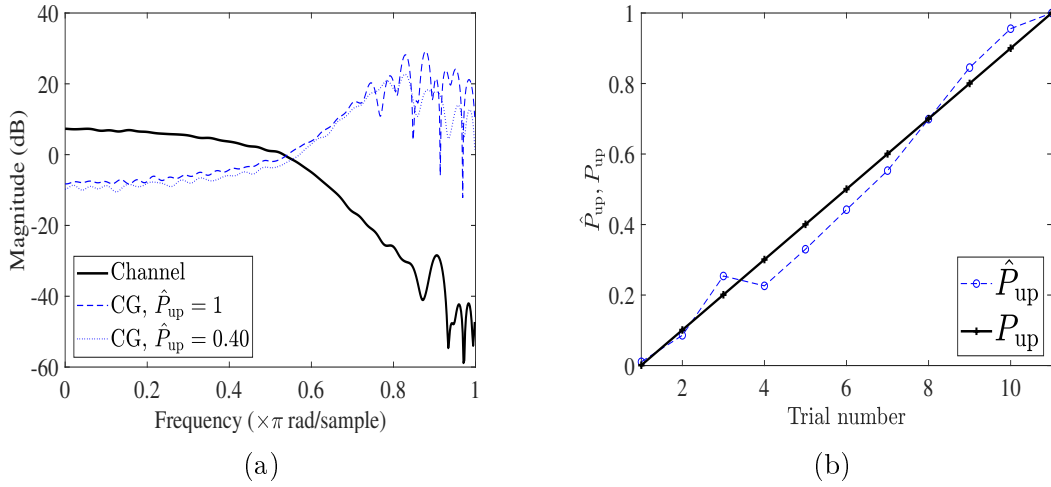 40
20
0
-20
-40
-60
Magnitude (dB)
Channel
CG, P̂up = 1
CG, P̂up = 0.40
0 0.2 0.4 0.6 0.8 1
Frequency (×π rad/sample)
(a)
1
0.8
0.6
0.4
0.2
0
P̂up, Pup
P̂up
Pup
2 4 6 8 10
Trial number
(b)